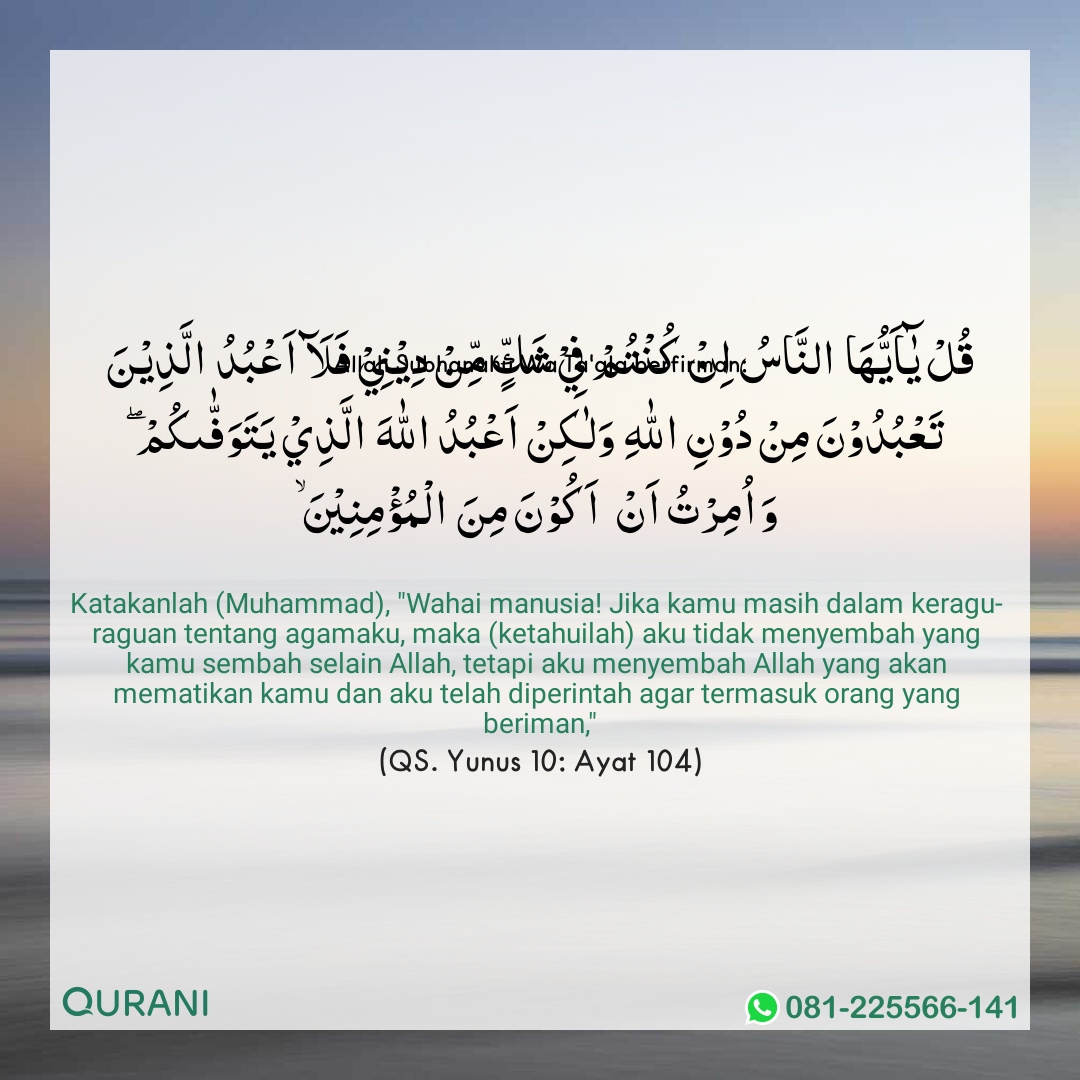 Allah Subhanahu Wa Ta'ala berfirman:
قُلْ يٰۤاَيُّهَا النَّاسُ اِنْ كُنْتُمْ فِيْ شَكٍّ مِّنْ دِيْنِيْ فَلَاۤ اَعْبُدُ الَّذِيْنَ
تَعْبُدُوْنَ مِنْ دُوْنِ اللّٰهِ وَلٰـكِنْ اَعْبُدُ اللّٰهَ الَّذِيْ يَتَوَفّٰٮكُمْ ۖ
وَاُمِرْتُ اَنْ اَكُوْنَ مِنَ الْمُؤْمِنِيْنَ ۙ
Katakanlah (Muhammad), "Wahai manusia! Jika kamu masih dalam keragu-
raguan tentang agamaku, maka (ketahuilah) aku tidak menyembah yang
kamu sembah selain Allah, tetapi aku menyembah Allah yang akan
mematikan kamu dan aku telah diperintah agar termasuk orang yang
beriman,"
(QS. Yunus 10: Ayat 104)
QURANI
081-225566-141